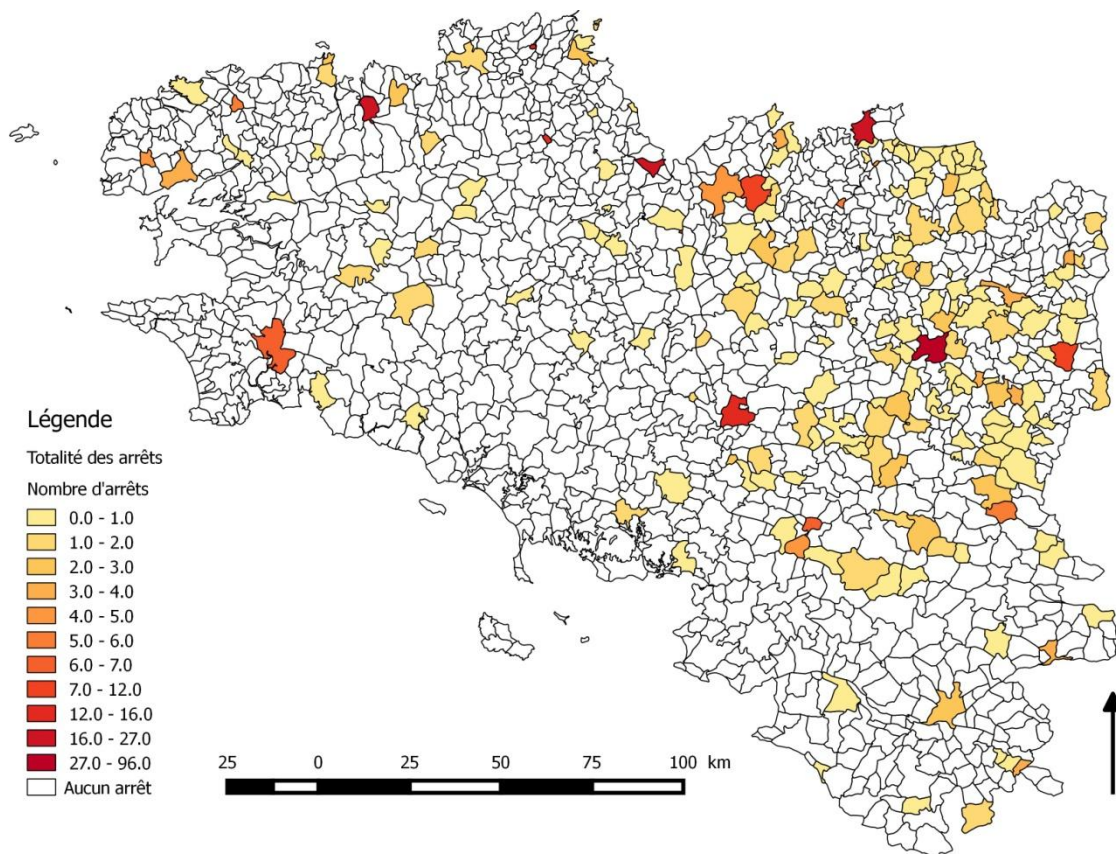 Légende
Totalité des arrêts
Nombre d'arrêts
0.0 - 1.0
1.0 - 2.0
2.0 - 3.0
3.0 - 4.0
4.0 - 5.0
5.0 - 6.0
6.0 - 7.0
7.0 - 12.0
12.0 - 16.0
16.0 - 27.0
27.0 - 96.0
Aucun arrêt
25 0 25 50 75 100 km